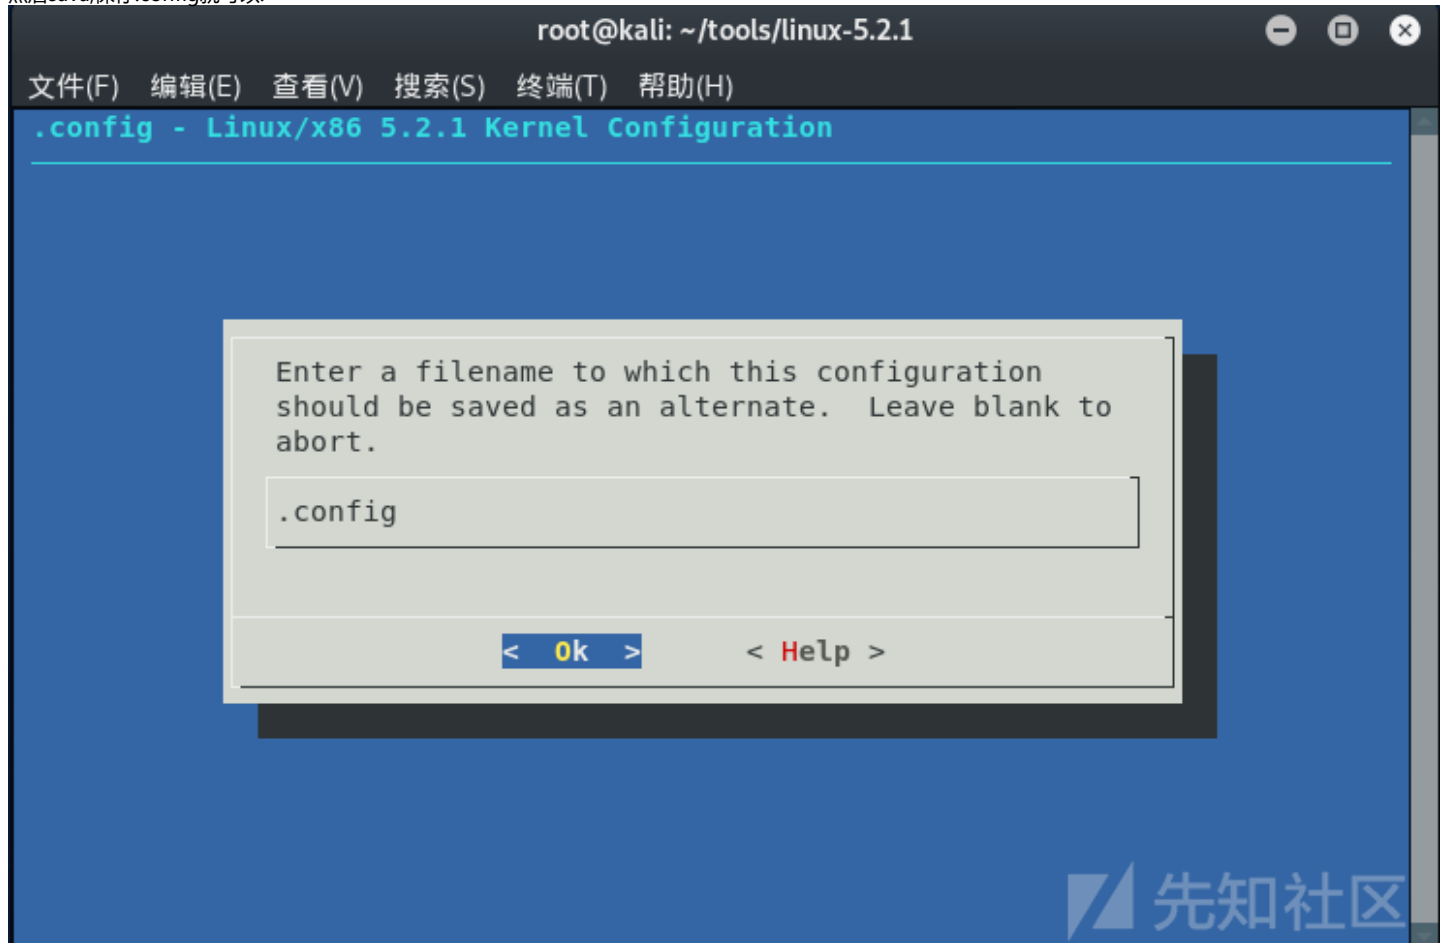 root@kali: ~/tools/linux-5.2.1
文件(F) 编辑(E) 查看(V) 搜索(S) 终端(T) 帮助(H)
.config - Linux/x86 5.2.1 Kernel Configuration
Enter a filename to which this configuration
should be saved as an alternate.  Leave blank to
abort.
.config
<  Ok  > < Help >
先知社区